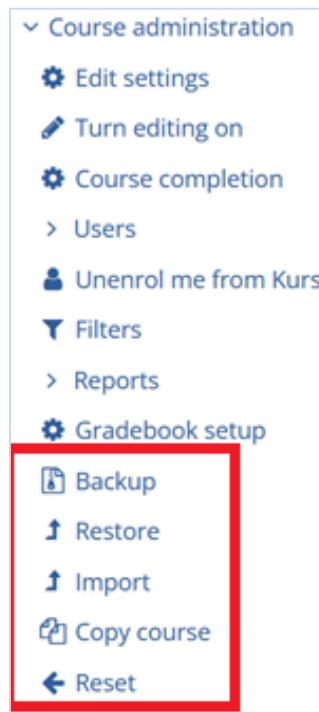 Course administration
Edit settings
Turn editing on
Course completion
Users
Unenrol me from Kurs
Filters
Reports
Gradebook setup
Backup
Restore
Import
Copy course
Reset